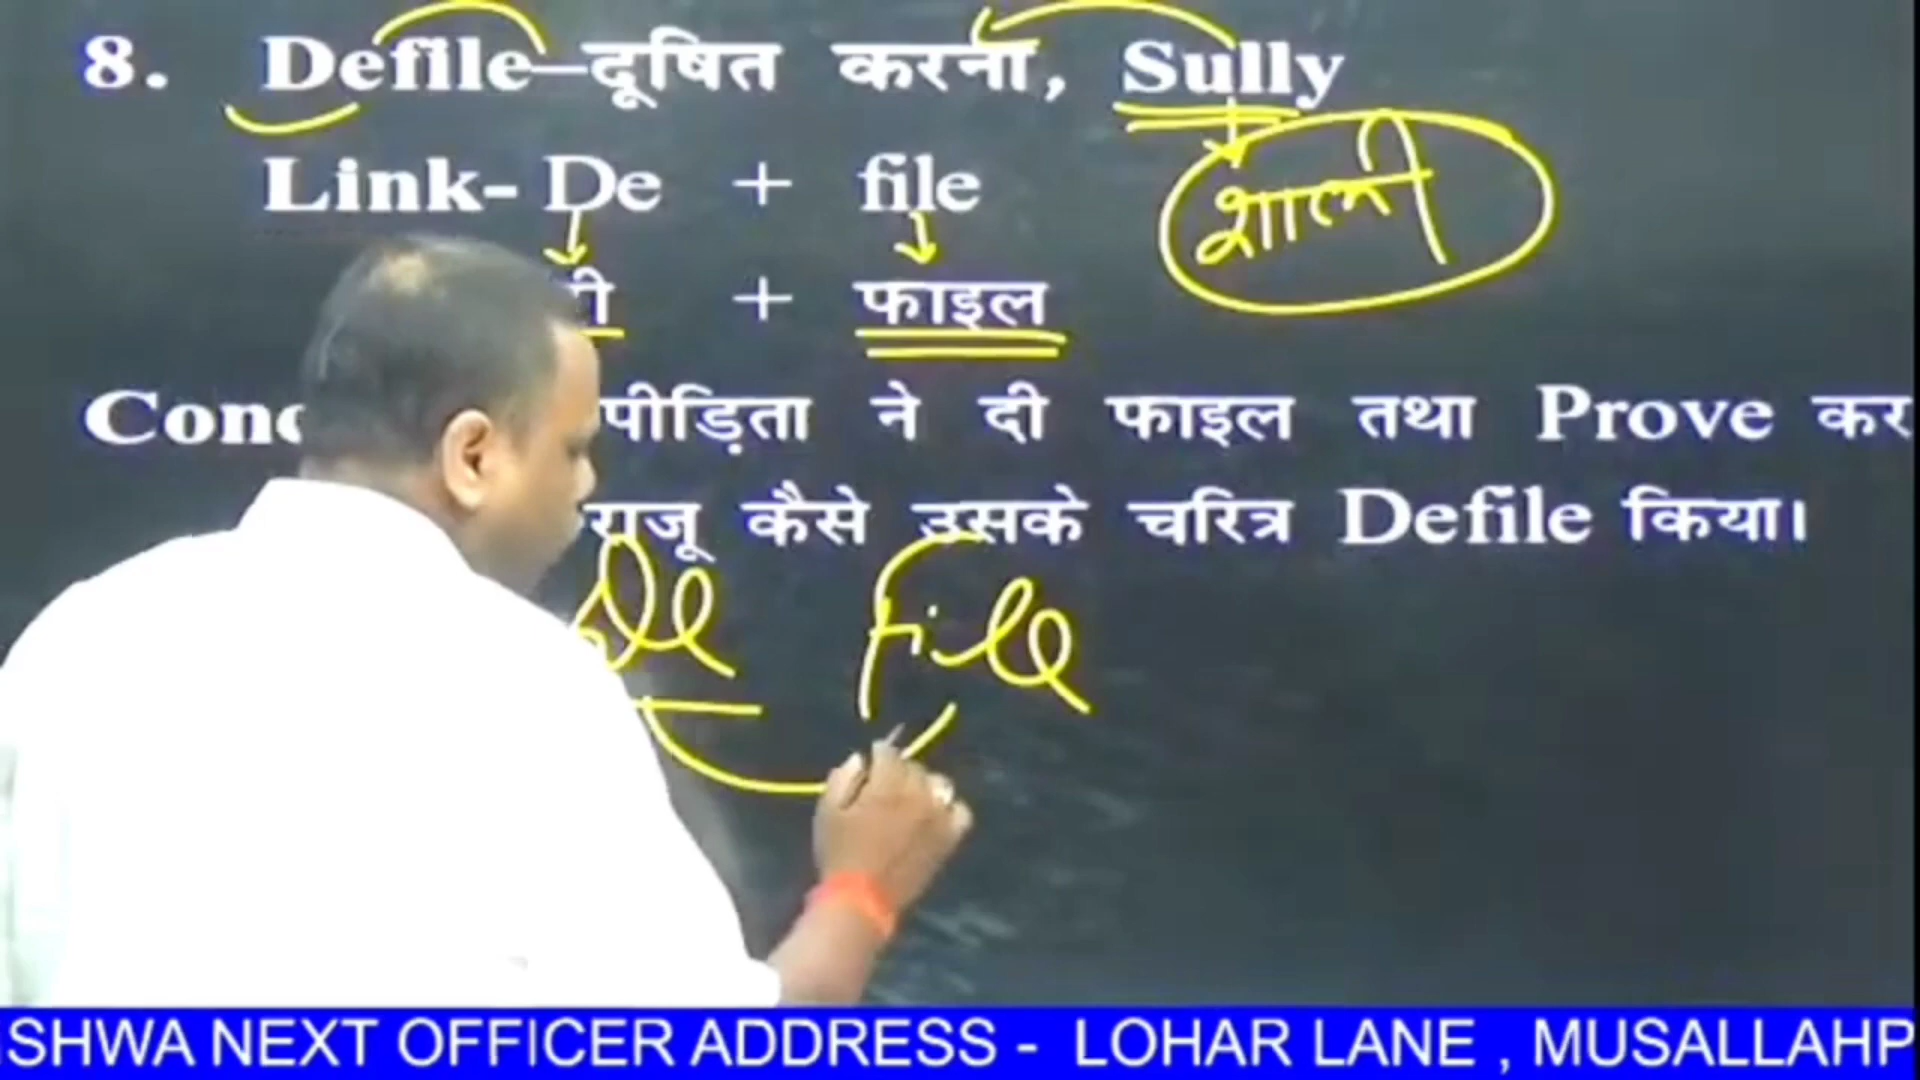 8. Defile–दूषित करना, Sully
Link- De + file
शाली
+ फाइल
पीड़िता ने दी फाइल तथा Prove कर
राजू कैसे उसके चरित्र Defile किया।
De File
SHWA NEXT OFFICER ADDRESS - LOHAR LANE , MUSALLAHP